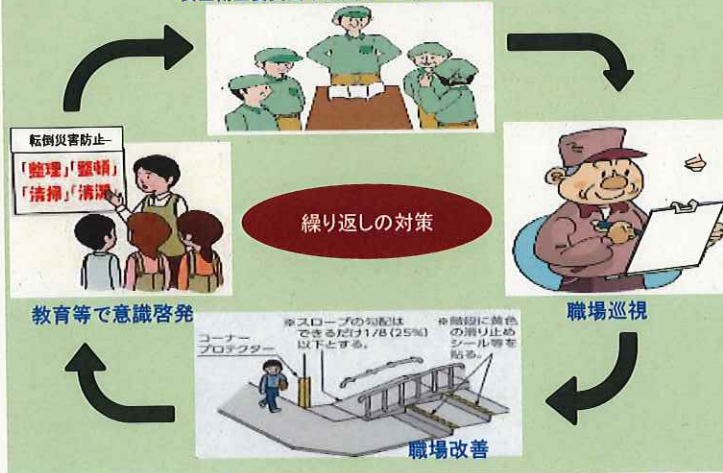 転倒災害防止
「整理」「整頓」
「清掃」「清潔
繰り返しの対策
教育等で意識啓発
職場巡視
コーナー
プロテクター
※スロープの勾配は
できるだけ1/8(25%)
以下とする。
※階段に黄色
の滑り止め
シール等を
貼る。
職場改善